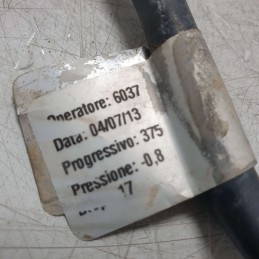 Operatore: 6037
Data: 04/07/13
Progressivo: 375
Pressione: -0,8
17